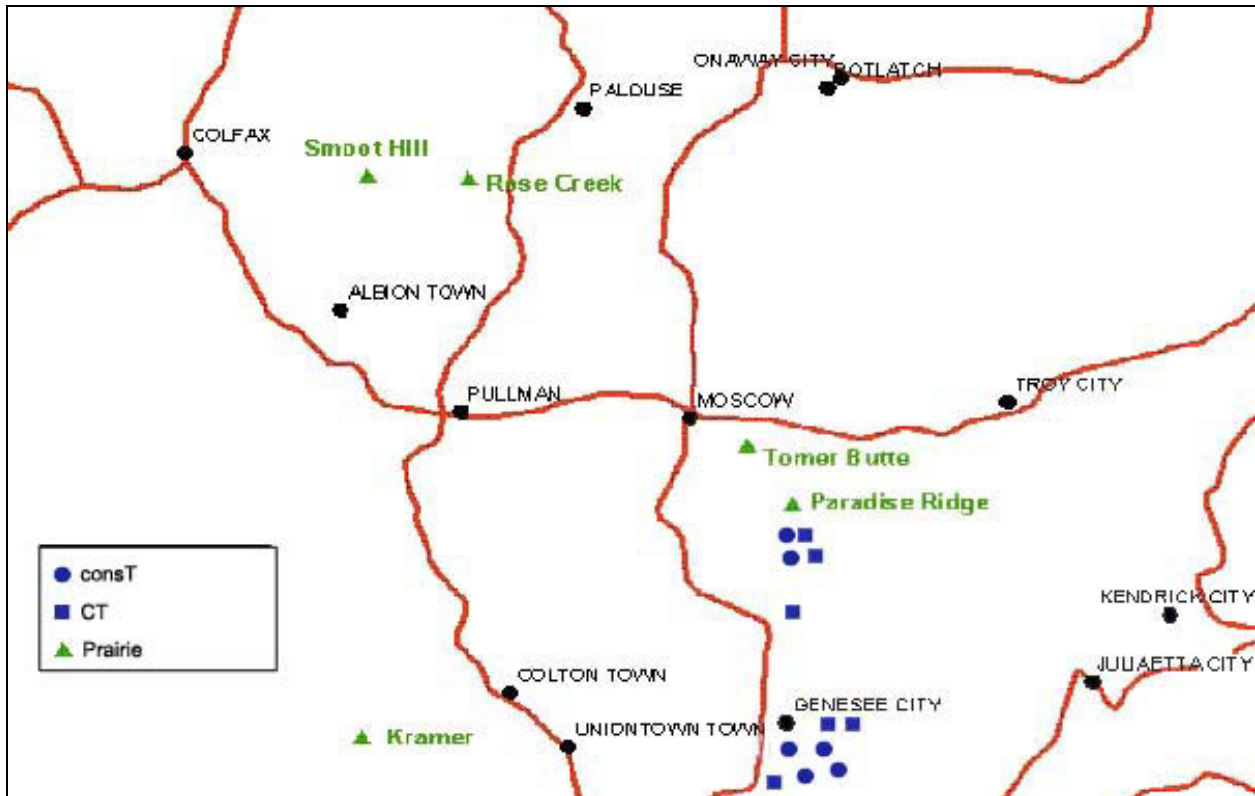 ONAWAY CITY
POTLATCH
PALOUSE
COLFAX
Smoot Hill
Rose Creek
ALBION TOWN
PULLMAN
MOSCOW
TROY CITY
Tomer Butte
Paradise Ridge
consT
CT
Prairie
KENDRICK CITY
JULIAETTA CITY
COLTON TOWN
GENESEE CITY
UNIONTOWN TOWN
Kramer